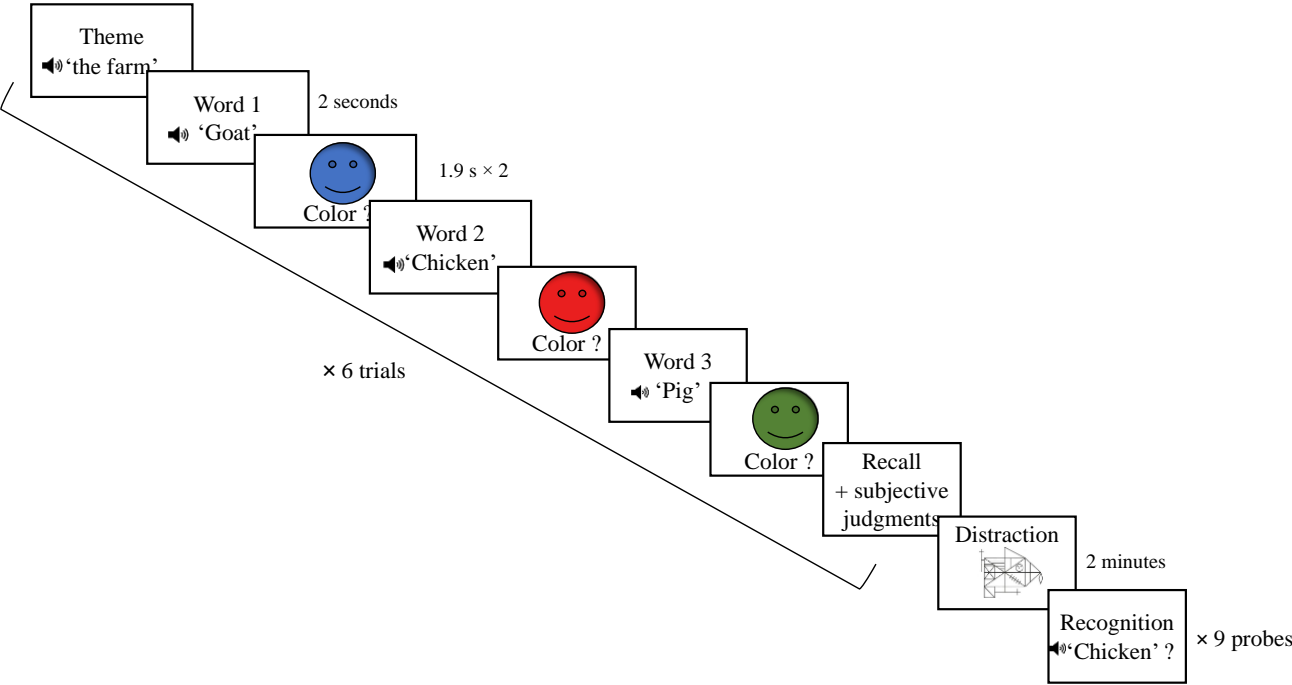 Theme
‘the farm’
Word 1
‘Goat’
2 seconds
Color ?
1.9 s × 2
Word 2
‘Chicken’
Color ?
Word 3
‘Pig’
Color ?
× 6 trials
Recall
+ subjective
judgments
Distraction
2 minutes
Recognition
‘Chicken’ ?
× 9 probes